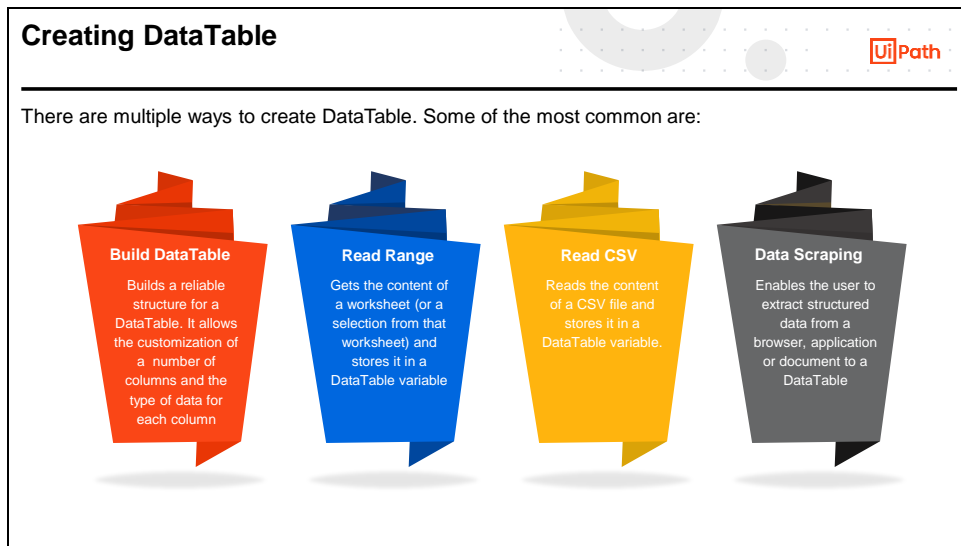 Creating DataTable
UiPath
There are multiple ways to create DataTable. Some of the most common are:
Build DataTable
Builds a reliable
structure for a
DataTable. It allows
the customization of
a number of
columns and the
type of data for
each column
Read Range
Gets the content of
a worksheet (or a
selection from that
worksheet) and
stores it in a
DataTable variable
Read CSV
Reads the content
of a CSV file and
stores it in a
DataTable variable.
Data Scraping
Enables the user to
extract structured
data from a
browser, application
or document to a
DataTable